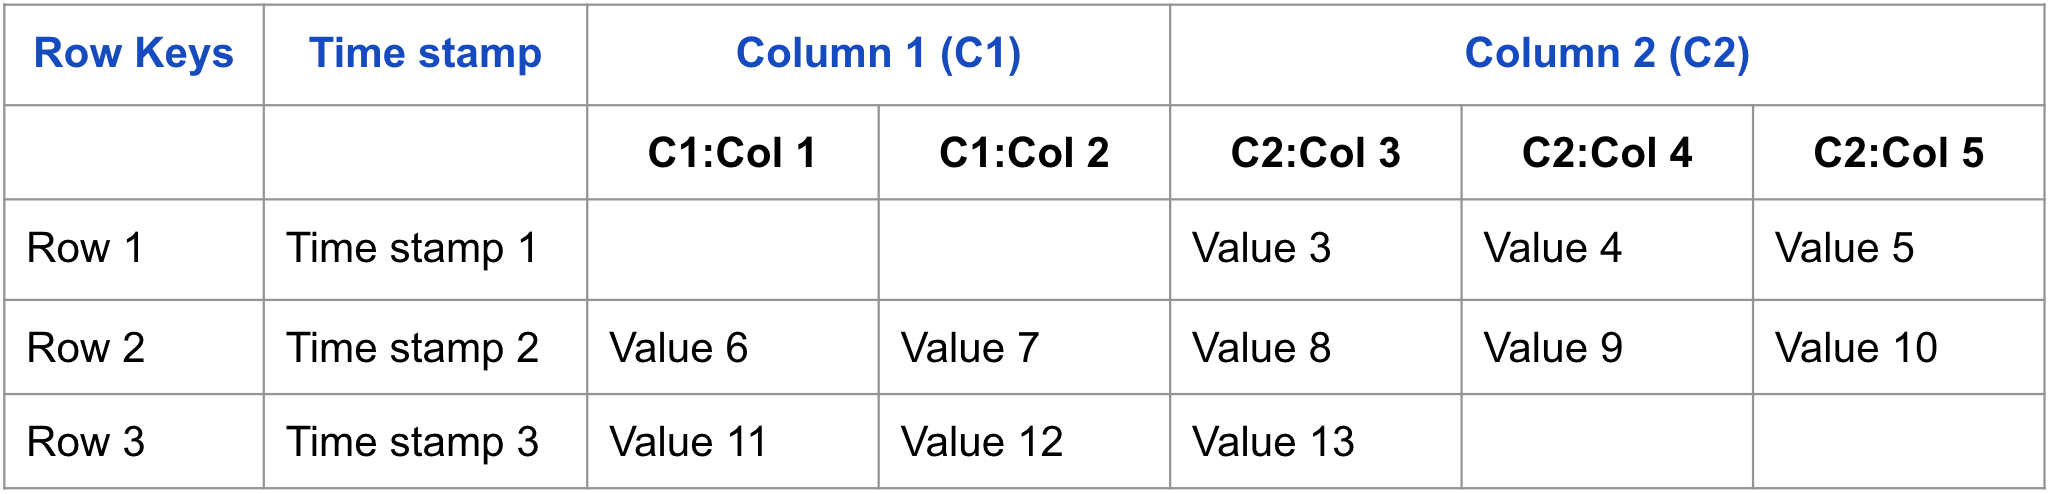 Row Keys Time stamp Column 1 (C1) Column 2 (C2)
C1:Col 1 C1:Col 2 C2:Col 3 C2:Col 4 C2:Col 5
Row 1 Time stamp 1 Value 3 Value 4 Value 5
Row 2 Time stamp 2 Value 6 Value 7 Value 8 Value 9 Value 10
Row 3 Time stamp 3 Value 11 Value 12 Value 13